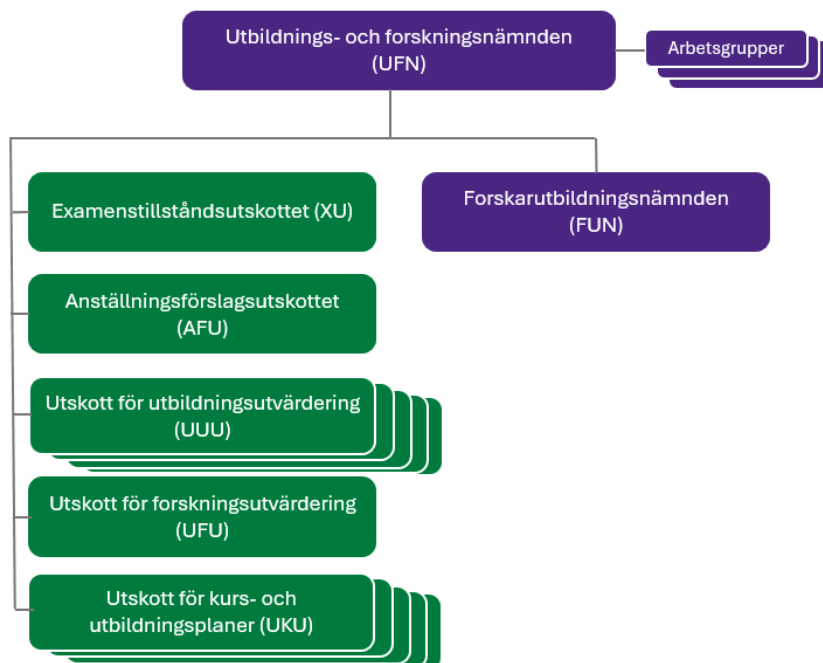 Utbildnings- och forskningsnämnden
(UFN)
Arbetsgrupper
Examenstillståndsutskottet (XU)
Forskarutbildningsnämnden
(FUN)
Anställningsförslagsutskottet
(AFU)
Utskott för utbildningsutvärdering
(UUU)
Utskott för forskningsutvärdering
(UFU)
Utskott för kurs- och
utbildningsplaner (UKU)